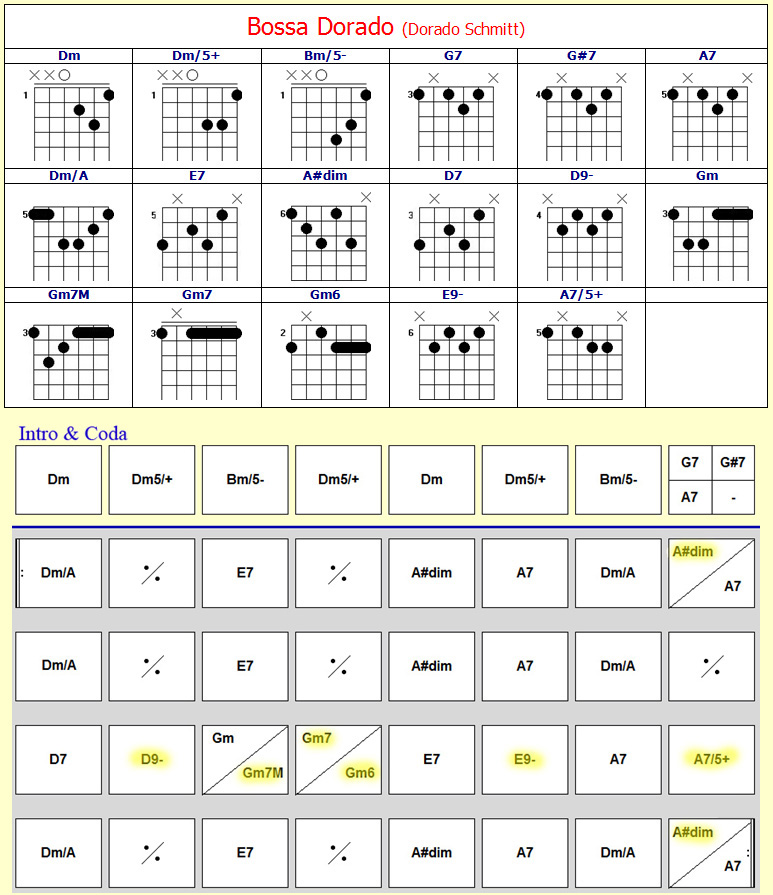 Bossa Dorado (Dorado Schmitt)
Dm Dm/5+ Bm/5- G7 G#7 A7
1 1 1 3 4 5
Dm/A E7 A#dim D7 D9- Gm
5 5 6 3 4 3
Gm7M Gm7 Gm6 E9- A7/5+
3 3 2 6 5
Intro & Coda
Dm Dm5/+ Bm/5- Dm5/+ Dm Dm5/+ Bm/5- G7 G#7
A7 -
Dm/A E7 A#dim A7 Dm/A A#dim A7
Dm/A E7 A#dim A7 Dm/A
D7 D9- Gm Gm7M Gm7 Gm6 E7 E9- A7 A7/5+
Dm/A E7 A#dim A7 Dm/A A#dim A7